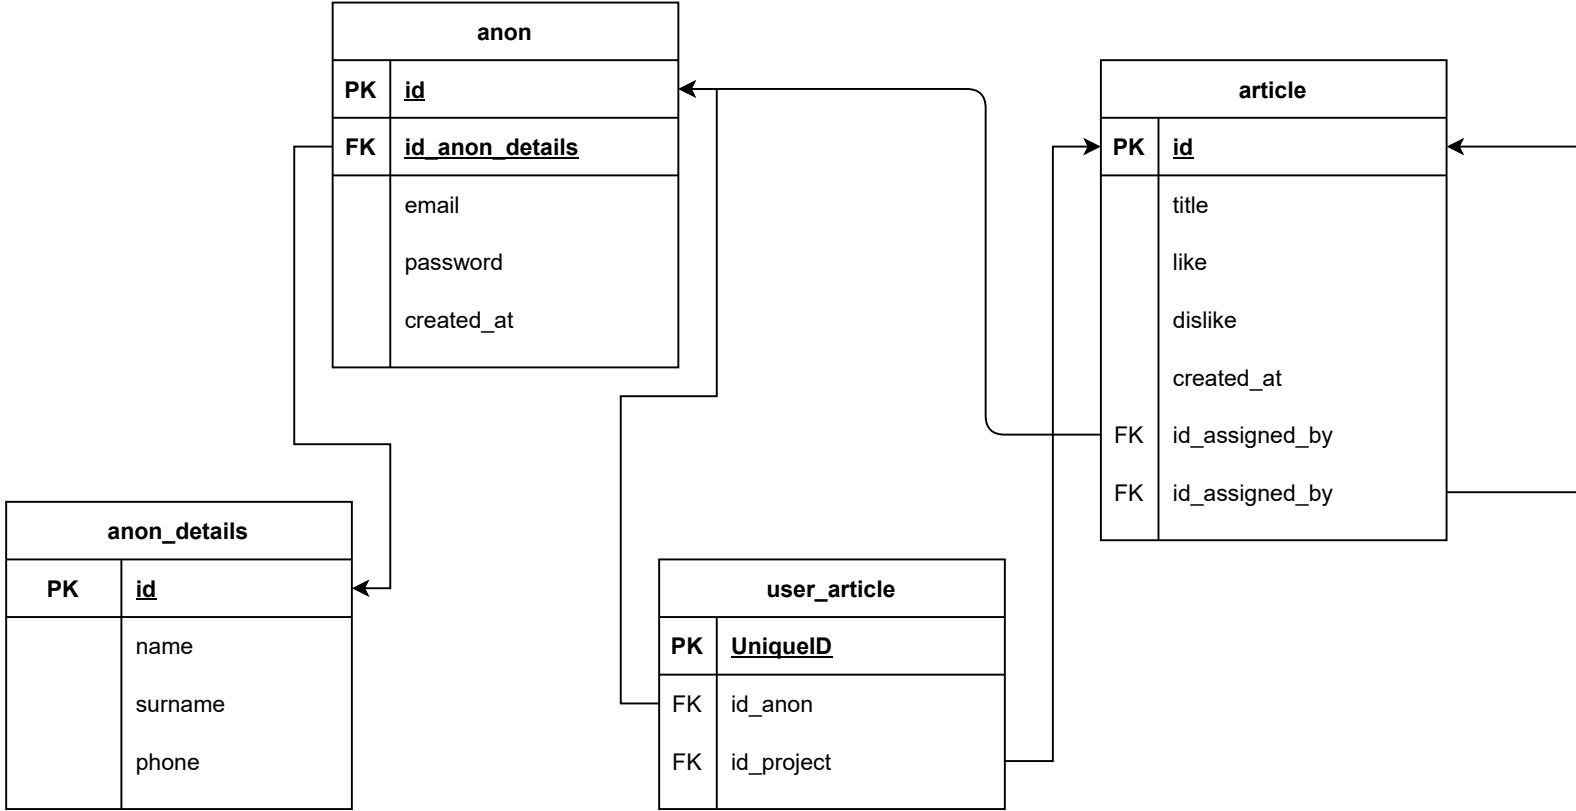 anon
PK id
FK id_anon_details
email
password
created_at
article
PK id
title
like
dislike
created_at
FK id_assigned_by
FK id_assigned_by
anon_details
PK id
name
surname
phone
user_article
PK UniqueID
FK id_anon
FK id_project